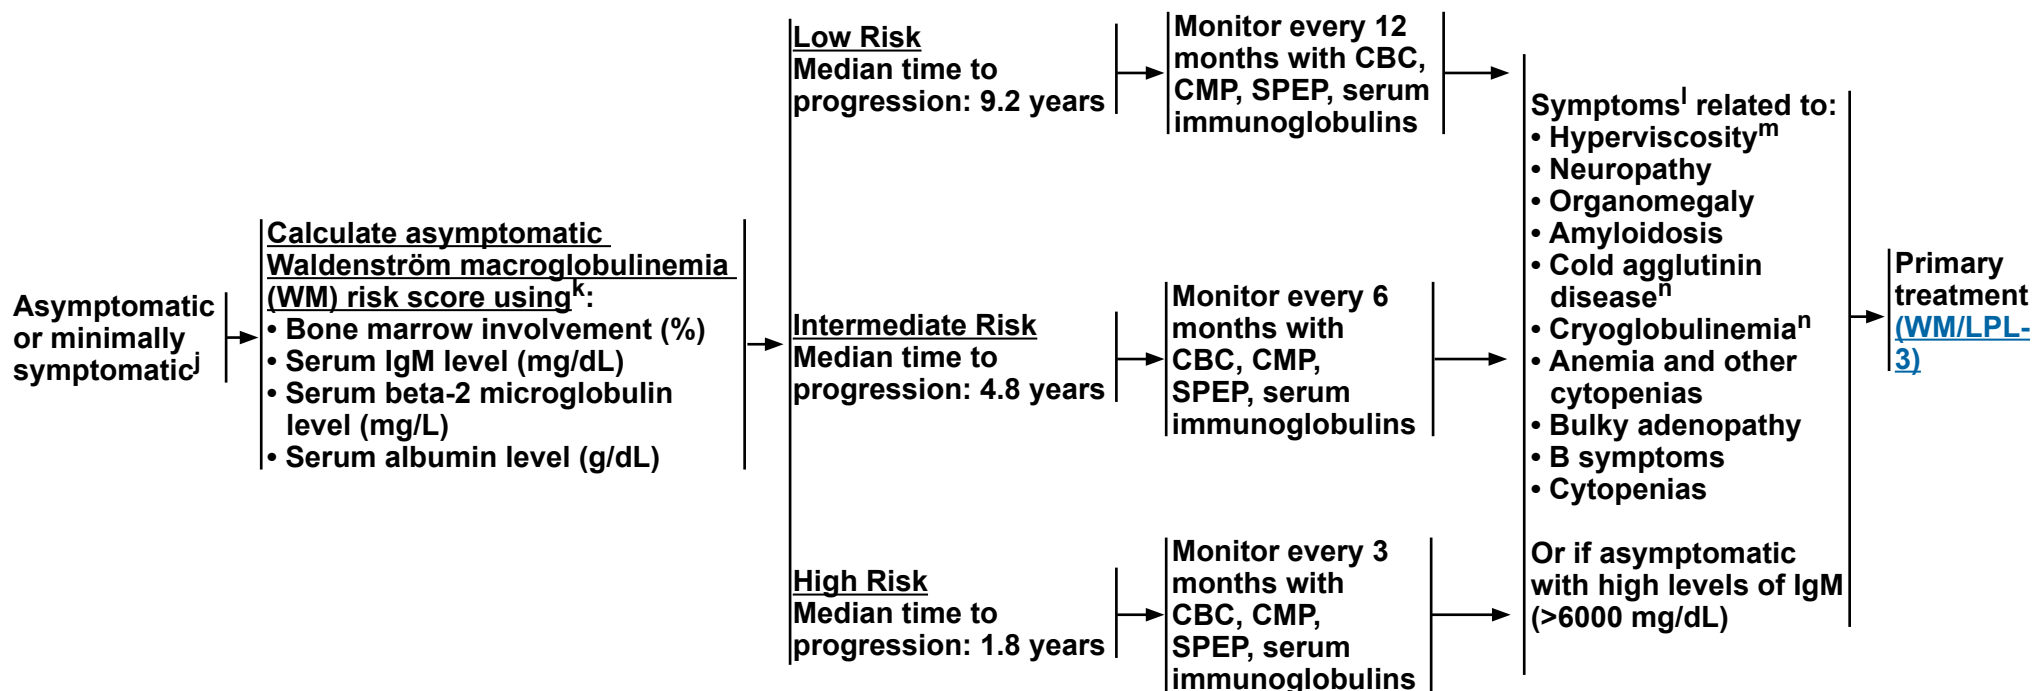 Asymptomatic
or minimally
symptomaticʲ
Calculate asymptomatic
Waldenström macroglobulinemia
(WM) risk score usingᵏ:
• Bone marrow involvement (%)
• Serum IgM level (mg/dL)
• Serum beta-2 microglobulin
level (mg/L)
• Serum albumin level (g/dL)
Low Risk
Median time to
progression: 9.2 years
Monitor every 12
months with CBC,
CMP, SPEP, serum
immunoglobulins
Intermediate Risk
Median time to
progression: 4.8 years
Monitor every 6
months with
CBC, CMP,
SPEP, serum
immunoglobulins
High Risk
Median time to
progression: 1.8 years
Monitor every 3
months with
CBC, CMP,
SPEP, serum
immunoglobulins
Symptomsˡ related to:
• Hyperviscosityᵐ
• Neuropathy
• Organomegaly
• Amyloidosis
• Cold agglutinin
diseaseⁿ
• Cryoglobulinemiaⁿ
• Anemia and other
cytopenias
• Bulky adenopathy
• B symptoms
• Cytopenias
Or if asymptomatic
with high levels of IgM
(>6000 mg/dL)
Primary
treatment
(WM/LPL-
3)